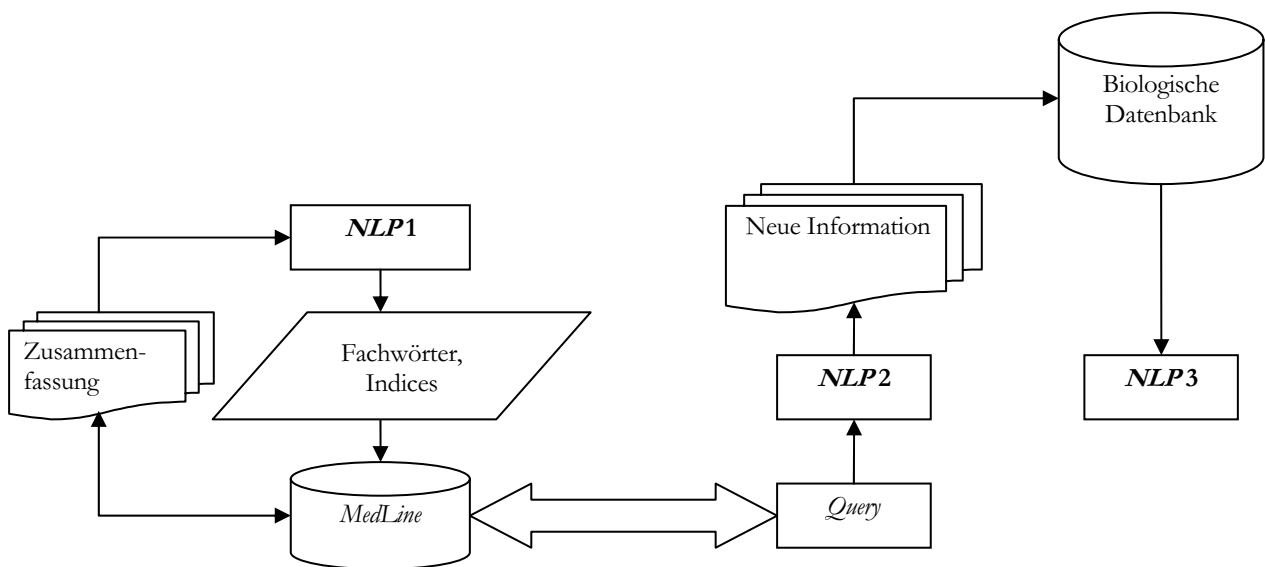 Biologische
Datenbank
NLP1
Neue Information
Zusammen-
fassung
Fachwörter,
Indices
NLP2
NLP3
MedLine
Query